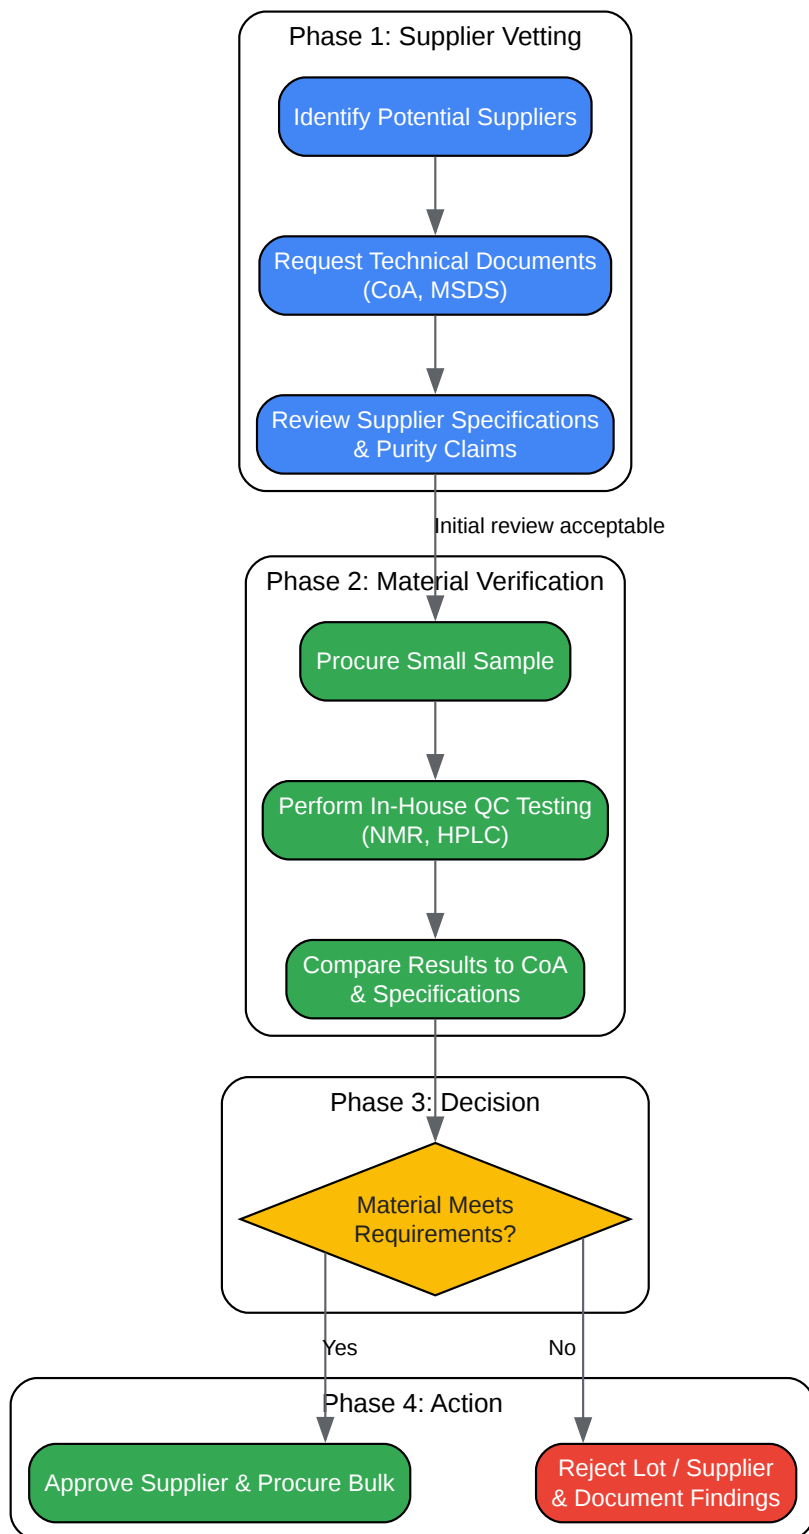 Phase 1: Supplier Vetting
Identify Potential Suppliers
Request Technical Documents
(CoA, MSDS)
Review Supplier Specifications
& Purity Claims
Initial review acceptable
Phase 2: Material Verification
Procure Small Sample
Perform In-House QC Testing
(NMR, HPLC)
Compare Results to CoA
& Specifications
Phase 3: Decision
Material Meets
Requirements?
Yes
No
Phase 4: Action
Approve Supplier & Procure Bulk
Reject Lot / Supplier
& Document Findings